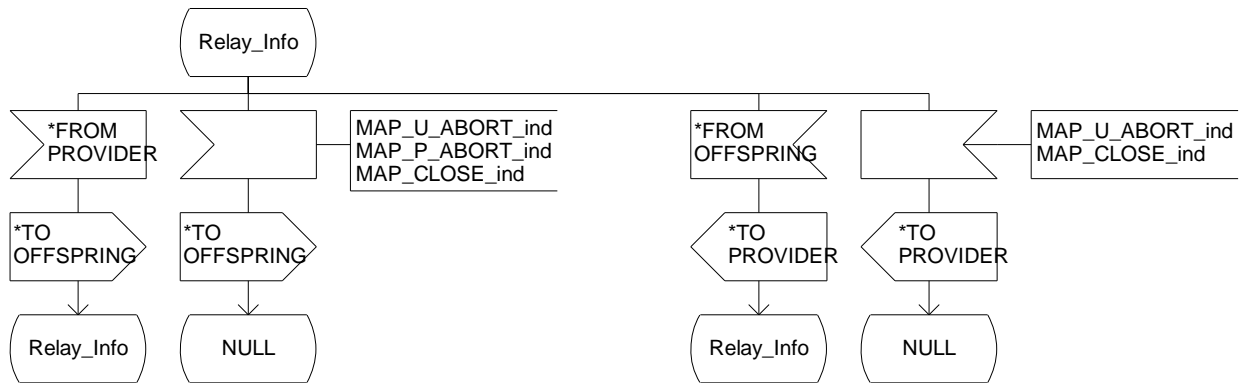 Relay_Info
*FROM
PROVIDER
MAP_U_ABORT_ind
MAP_P_ABORT_ind
MAP_CLOSE_ind
*FROM
OFFSPRING
MAP_U_ABORT_ind
MAP_CLOSE_ind
*TO
OFFSPRING
*TO
OFFSPRING
*TO
PROVIDER
*TO
PROVIDER
Relay_Info
NULL
Relay_Info
NULL